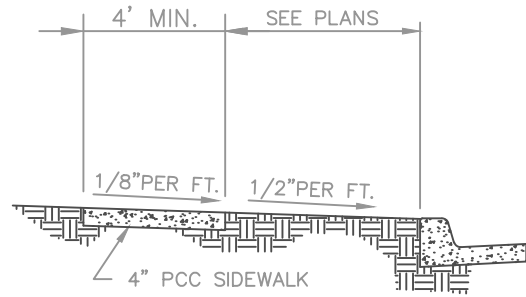 4' MIN.
SEE PLANS
1/8"PER FT.
1/2"PER FT.
4" PCC SIDEWALK